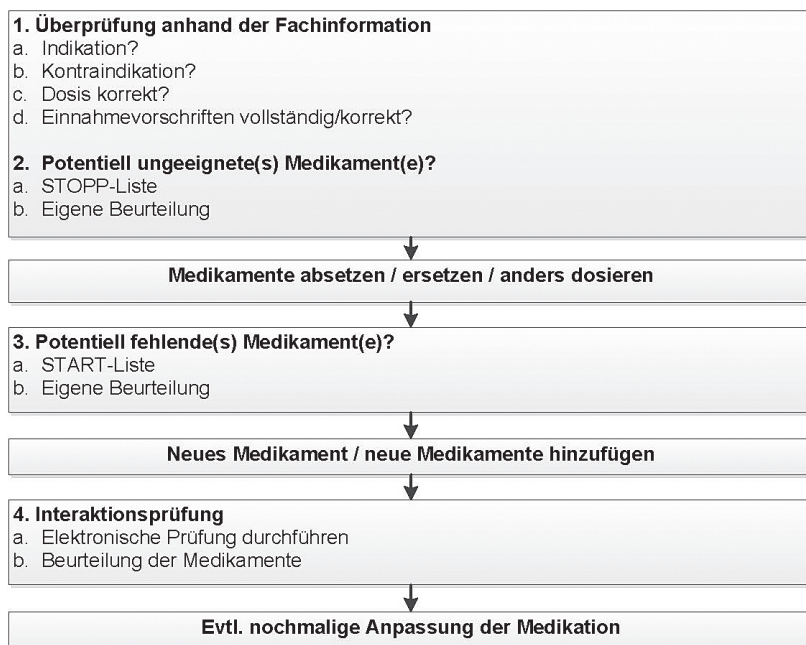 1. Überprüfung anhand der Fachinformation
a. Indikation?
b. Kontraindikation?
c. Dosis korrekt?
d. Einnahmevorschriften vollständig/korrekt?
2. Potentiell ungeeignete(s) Medikament(e)?
a. STOPP-Liste
b. Eigene Beurteilung
Medikamente absetzen / ersetzen / anders dosieren
3. Potentiell fehlende(s) Medikament(e)?
a. START-Liste
b. Eigene Beurteilung
Neues Medikament / neue Medikamente hinzufügen
4. Interaktionsprüfung
a. Elektronische Prüfung durchführen
b. Beurteilung der Medikamente
Evtl. nochmalige Anpassung der Medikation